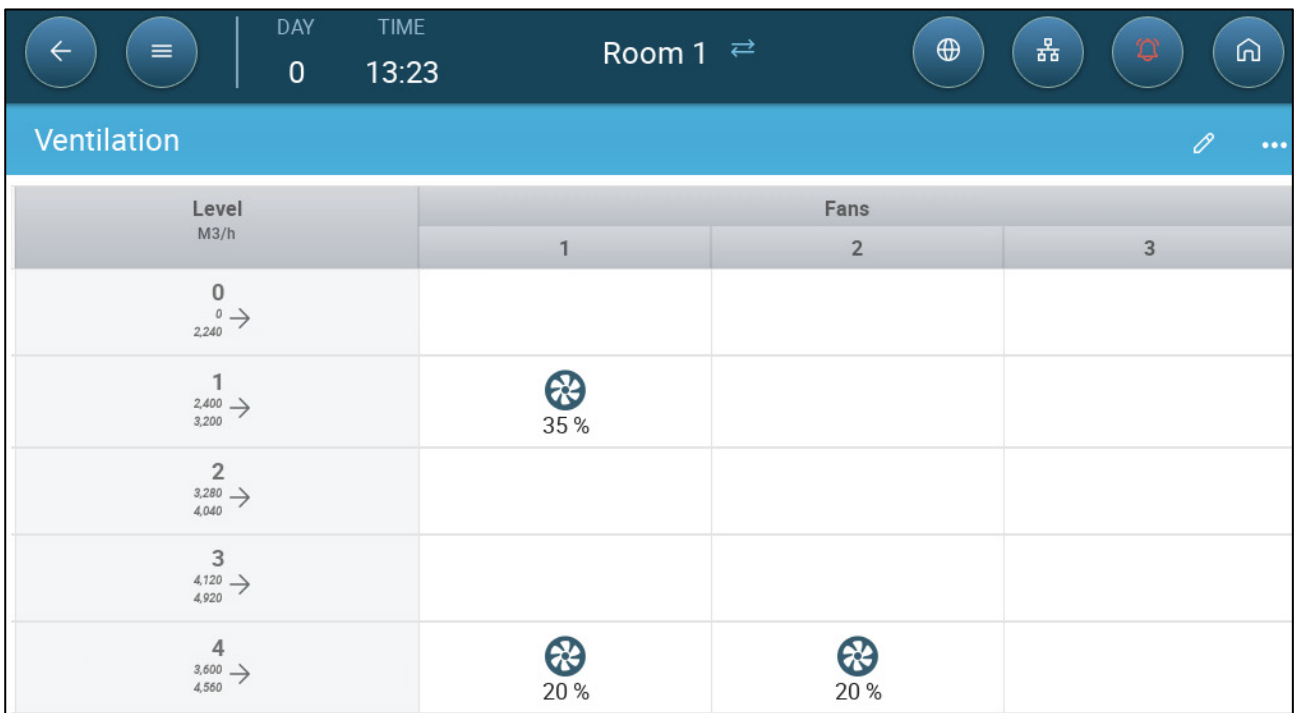 DAY TIME
0 13:23
Room 1
Ventilation
Level
M3/h
Fans
1 2 3
0
0
2,240
1
2,400
3,200
35 %
2
3,280
4,040
3
4,120
4,920
4
3,600
4,560
20 % 20 %